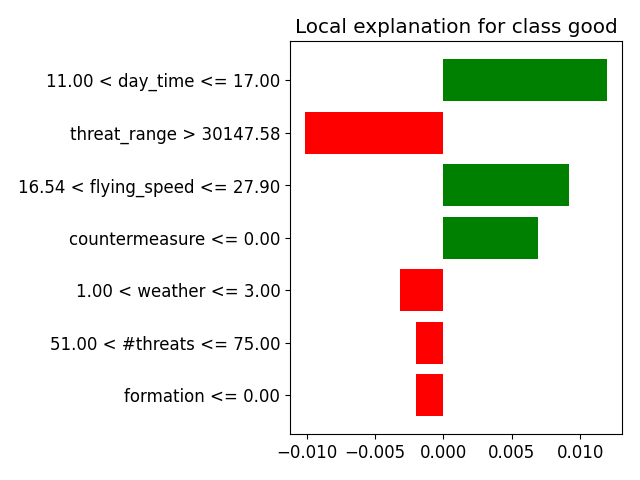 Local explanation for class good
11.00 < day_time <= 17.00
threat_range > 30147.58
16.54 < flying_speed <= 27.90
countermeasure <= 0.00
1.00 < weather <= 3.00
51.00 < #threats <= 75.00
formation <= 0.00
−0.010 −0.005 0.000 0.005 0.010